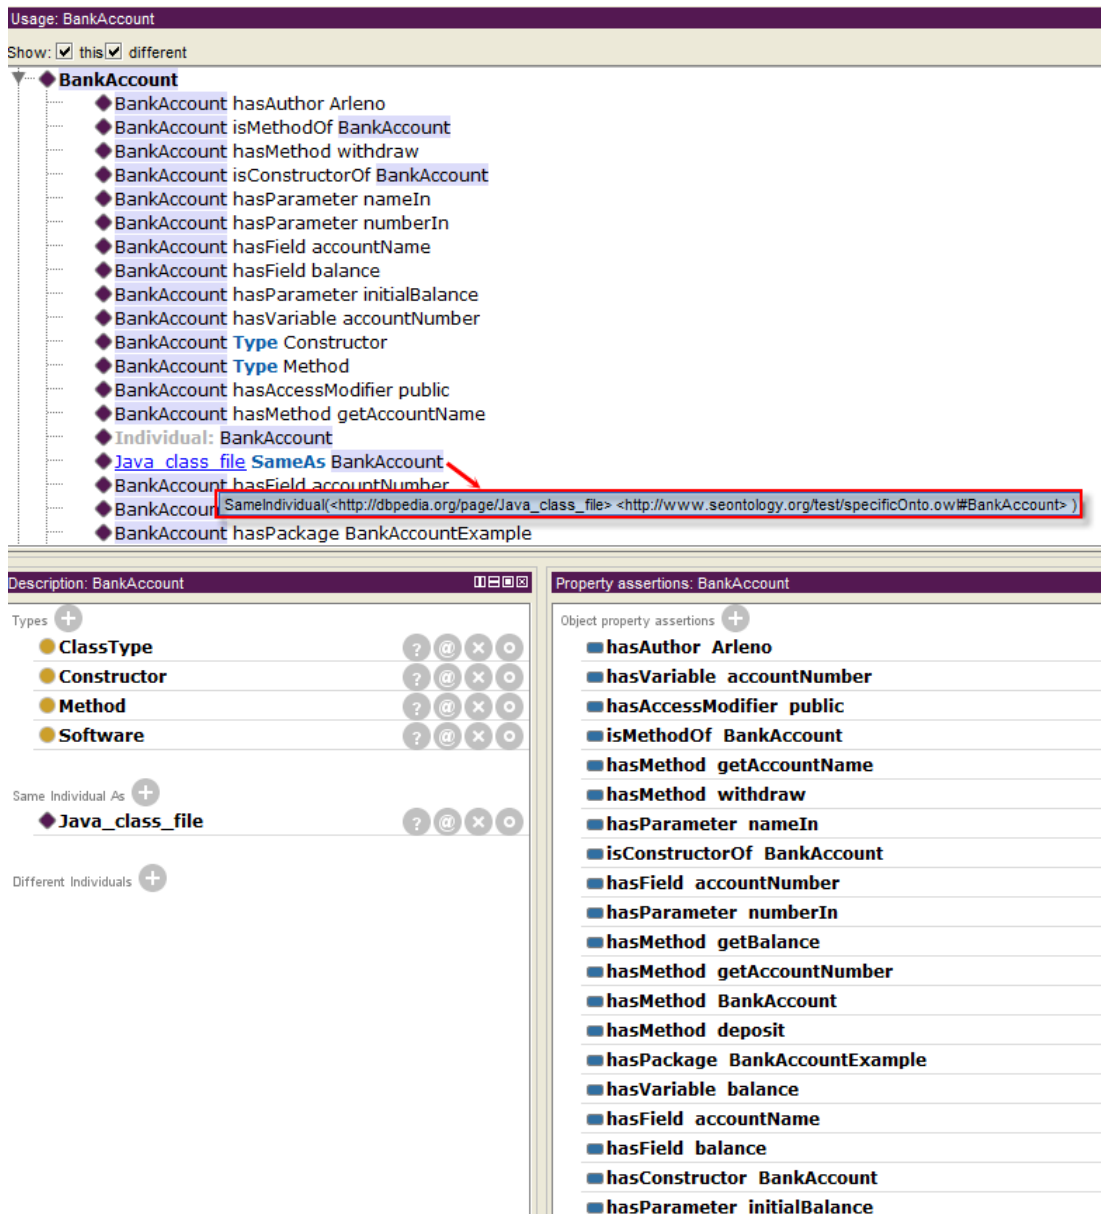 Usage: BankAccount
Show: this different
BankAccount
BankAccount hasAuthor Arleno
BankAccount isMethodOf BankAccount
BankAccount hasMethod withdraw
BankAccount isConstructorOf BankAccount
BankAccount hasParameter nameIn
BankAccount hasParameter numberIn
BankAccount hasField accountName
BankAccount hasField balance
BankAccount hasParameter initialBalance
BankAccount hasVariable accountNumber
BankAccount Type Constructor
BankAccount Type Method
BankAccount hasAccessModifier public
BankAccount hasMethod getAccountName
Individual: BankAccount
Java_class_file SameAs BankAccount
BankAccount hasField accountNumber
SameIndividual(<http://dbpedia.org/page/Java_class_file> <http://www.seontology.org/test/specificOnto.owl#BankAccount> )
BankAccount hasPackage BankAccountExample
Description: BankAccount
Types
ClassType
Constructor
Method
Software
Same Individual As
Java_class_file
Different Individuals
Property assertions: BankAccount
Object property assertions
hasAuthor Arleno
hasVariable accountNumber
hasAccessModifier public
isMethodOf BankAccount
hasMethod getAccountName
hasMethod withdraw
hasParameter nameIn
isConstructorOf BankAccount
hasField accountNumber
hasParameter numberIn
hasMethod getBalance
hasMethod getAccountNumber
hasMethod BankAccount
hasMethod deposit
hasPackage BankAccountExample
hasVariable balance
hasField accountName
hasField balance
hasConstructor BankAccount
hasParameter initialBalance